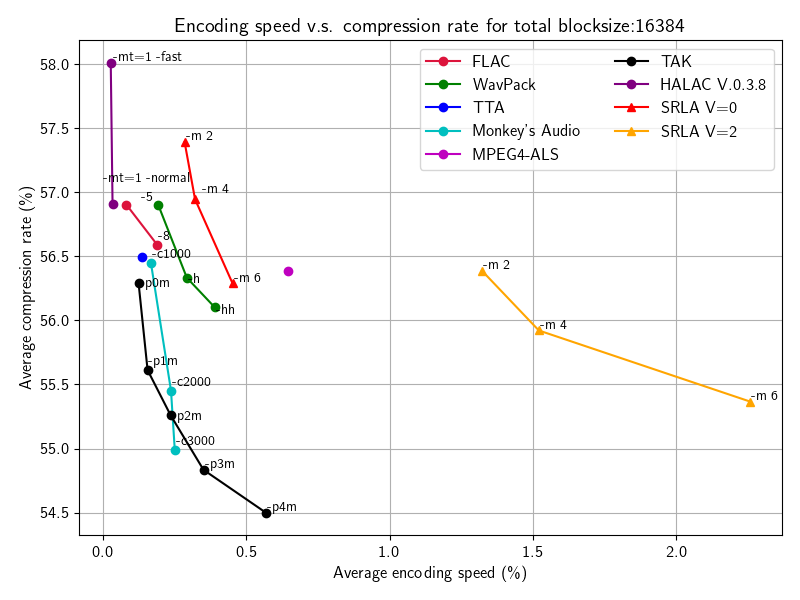 Encoding speed v.s. compression rate for total blocksize:16384
58.0
57.5
57.0
56.5
56.0
55.5
55.0
54.5
Average compression rate (%)
FLAC
WavPack
TTA
Monkey's Audio
MPEG4-ALS
TAK
HALAC V.0.3.8
SRLA V=0
SRLA V=2
-mt=1 -fast
-m 2
-mt=1 -normal
-5
-m 4
-8
-c1000
p0m
h
-m 6
hh
-m 2
-m 4
-p1m
-c2000
p2m
-c3000
-p3m
-p4m
-m 6
0.0
0.5
1.0
1.5
2.0
Average encoding speed (%)